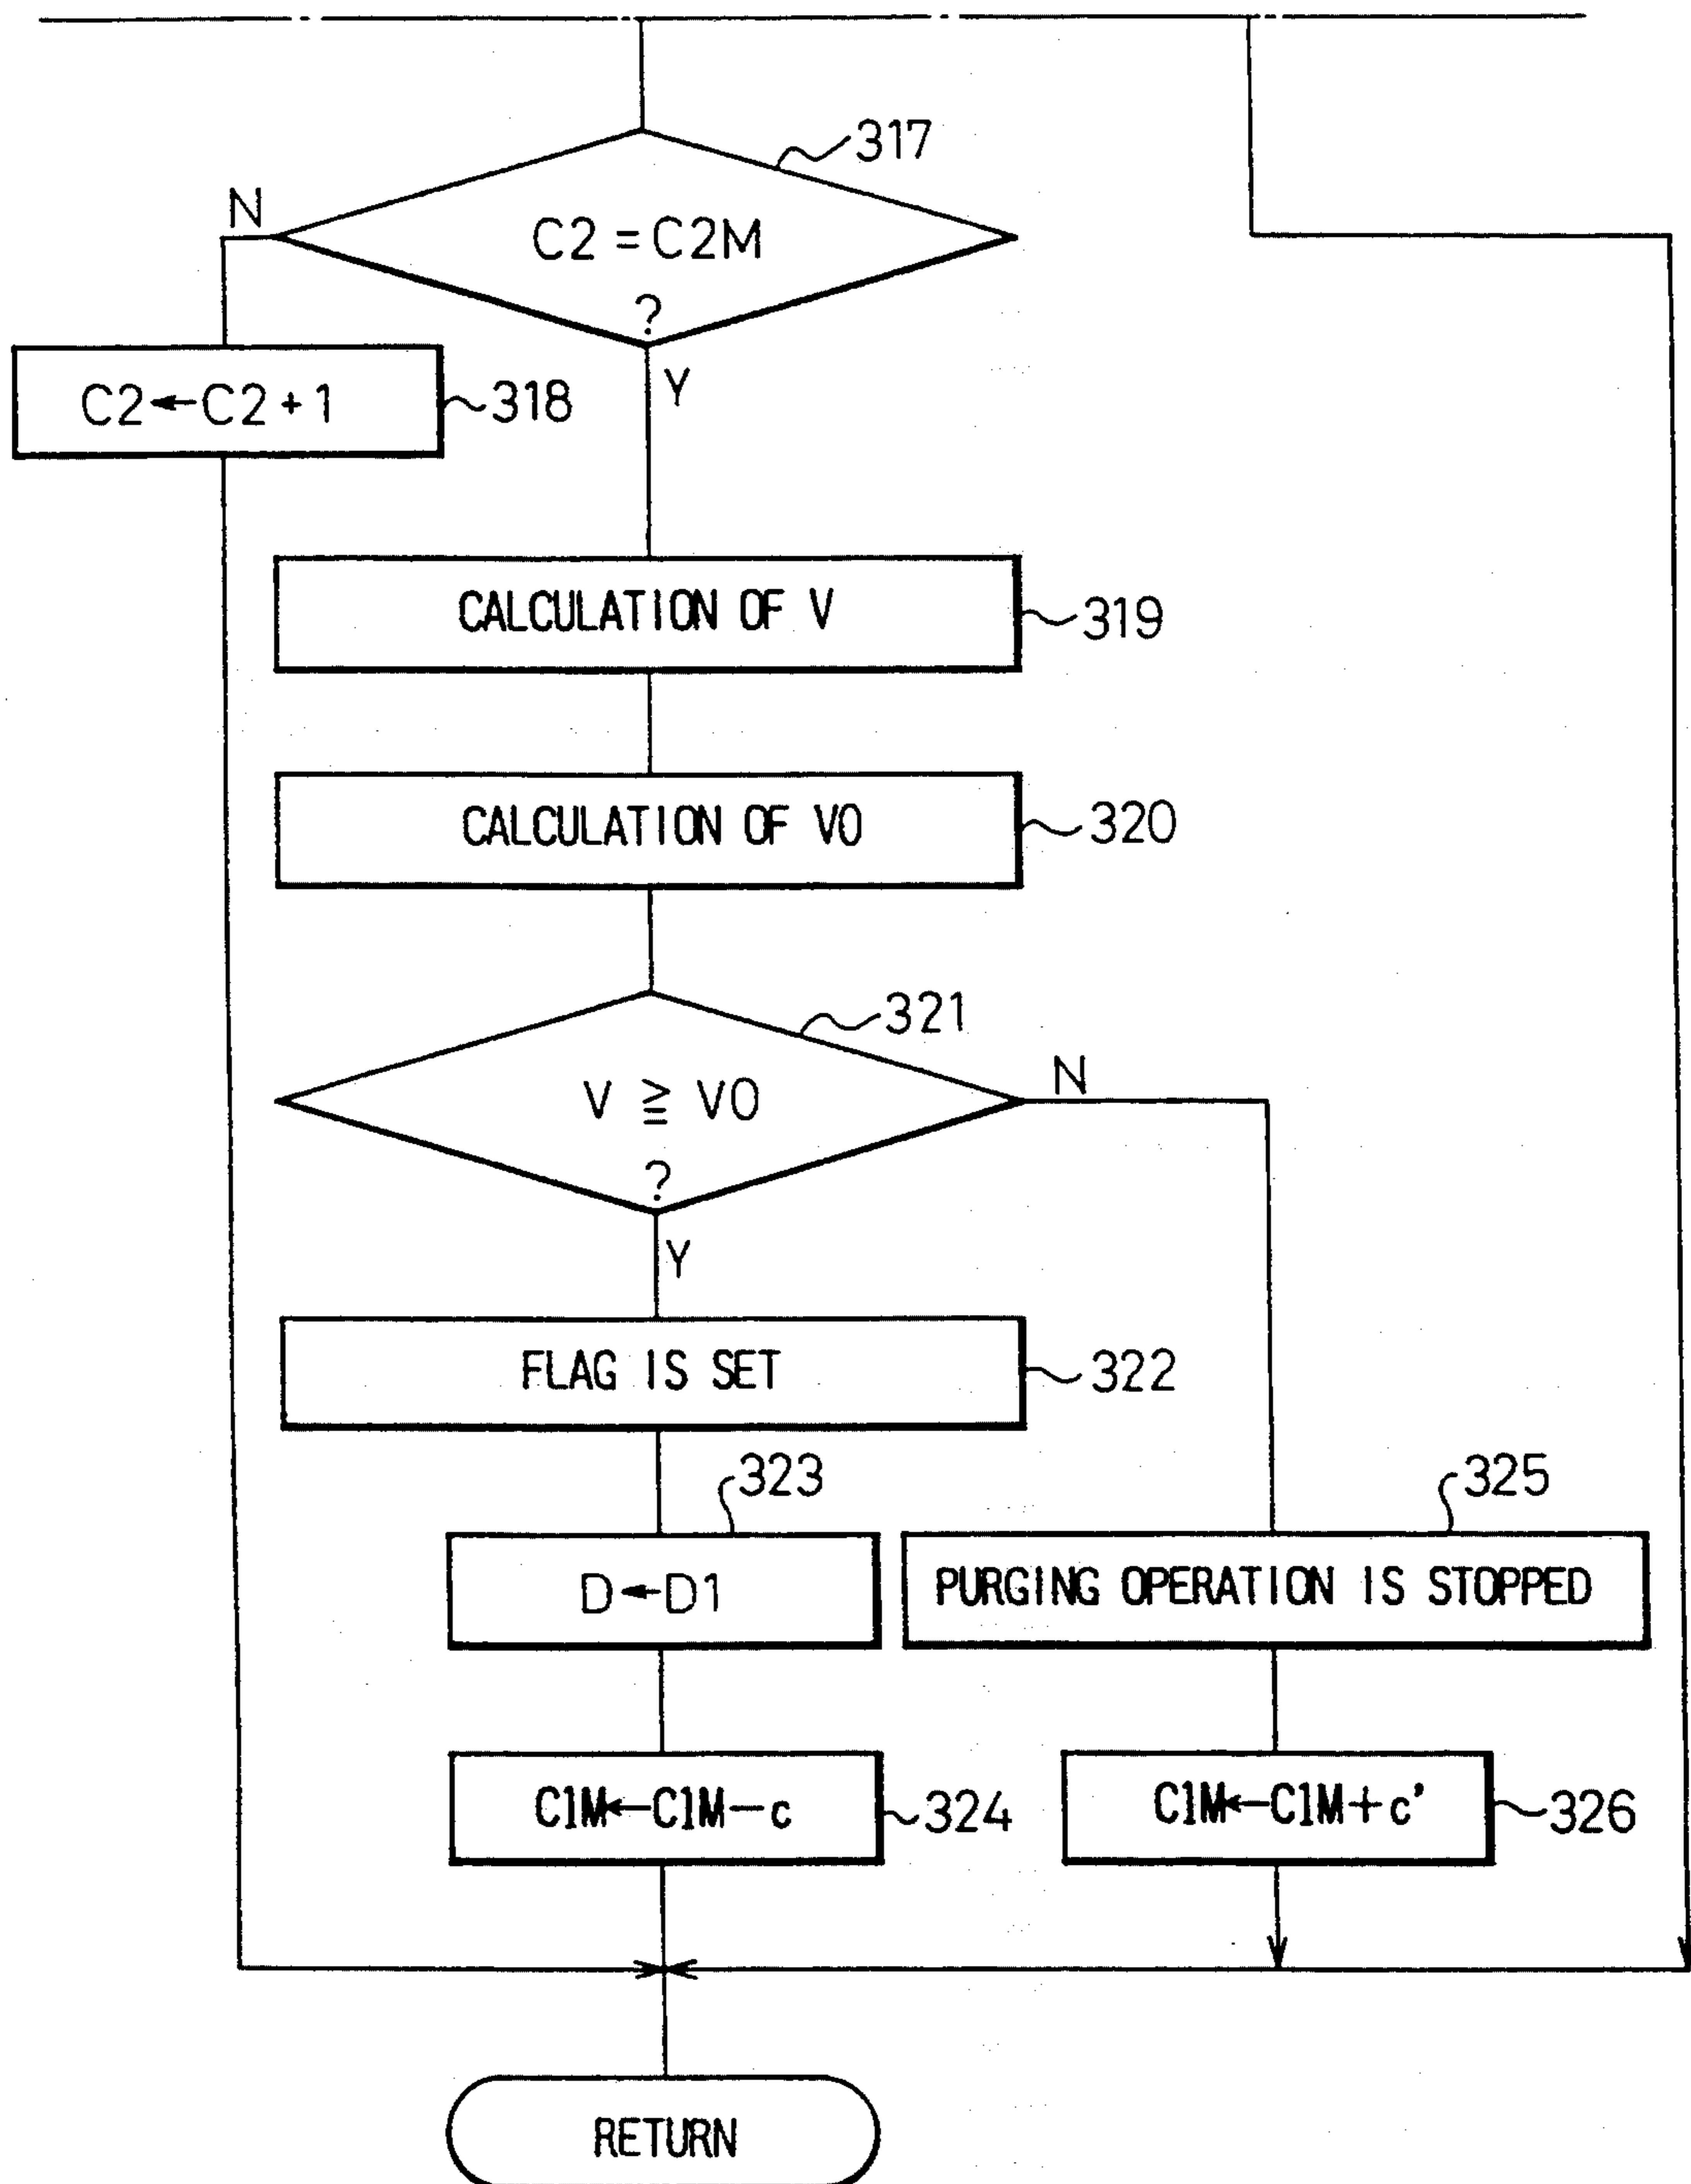 317
N
C2 = C2M
?
Y
C2←C2+1
318
CALCULATION OF V
319
CALCULATION OF V0
320
321
V ≧ V0
N
?
Y
FLAG IS SET
322
323
325
D←D1
PURGING OPERATION IS STOPPED
C1M←C1M−c
324
C1M←C1M+c'
326
RETURN